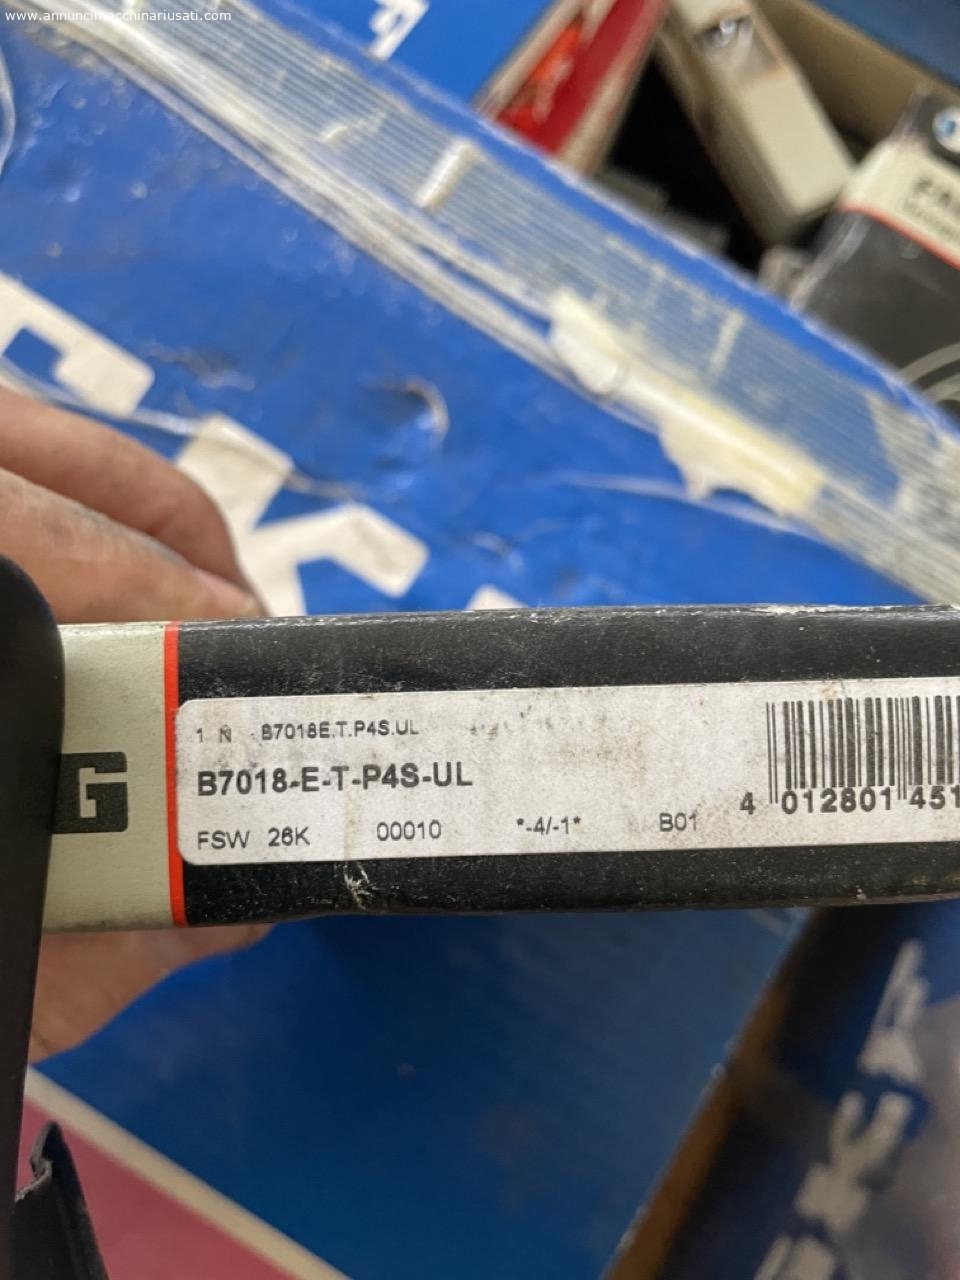 www.annuncimacchinariusati.com
G
1 N B7018E.T.P4S.UL
B7018-E-T-P4S-UL
FSW 26K 00010 *-4/-1* B01
4 012801 451
SKF